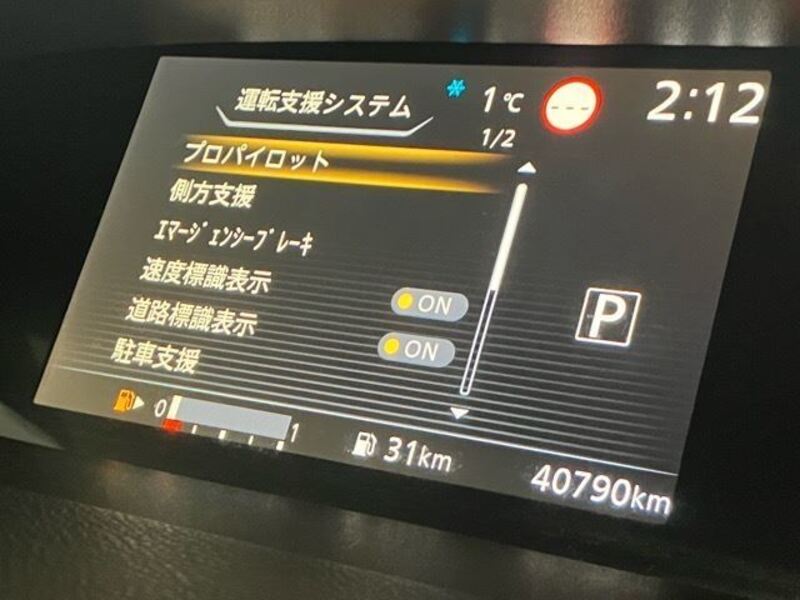 運転支援システム
1℃
---
2:12
1/2
プロパイロット
側方支援
ｴﾏｰｼﾞｪﾝｼｰﾌﾞﾚｰｷ
速度標識表示 ON
道路標識表示 ON
駐車支援
P
0 1
31km
40790km